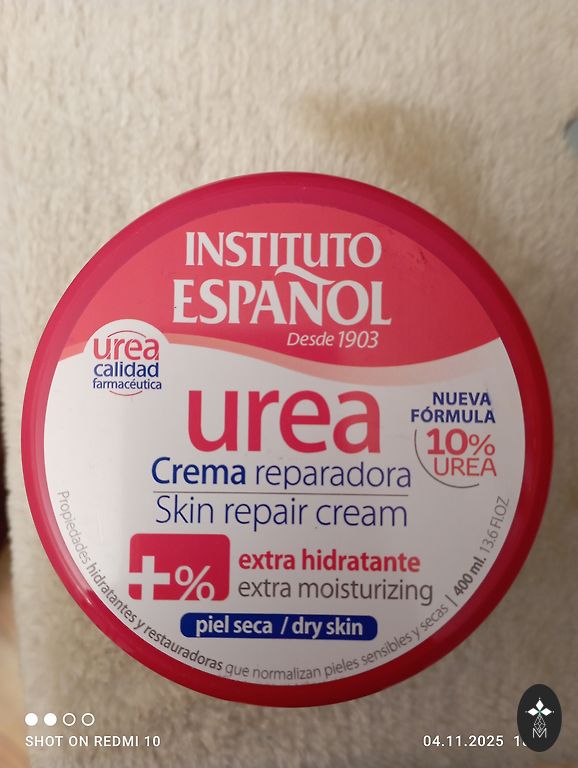 INSTITUTO
ESPAÑOL
Desde 1903
urea
calidad
farmacéutica
urea
NUEVA
FÓRMULA
10%
UREA
Crema reparadora
Skin repair cream
+%
extra hidratante
extra moisturizing
piel seca / dry skin
Propiedades hidratantes y restauradoras que normalizan pieles sensibles y secas | 400 ml. 13.6 FL.OZ
SHOT ON REDMI 10
04.11.2025
M